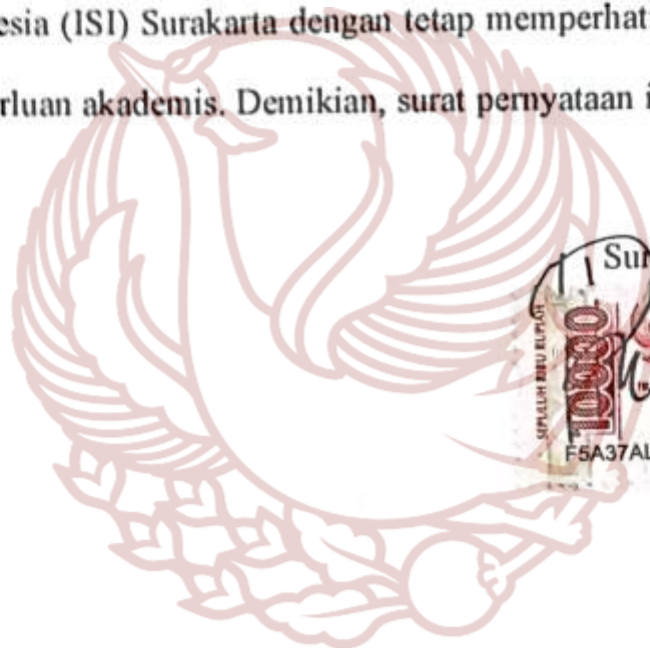 esia (ISI) Surakarta dengan tetap memperhat
rluan akademis. Demikian, surat pernyataan i
Sur
SEPULUH RIBU RUPIAH
10000
F5A37AL